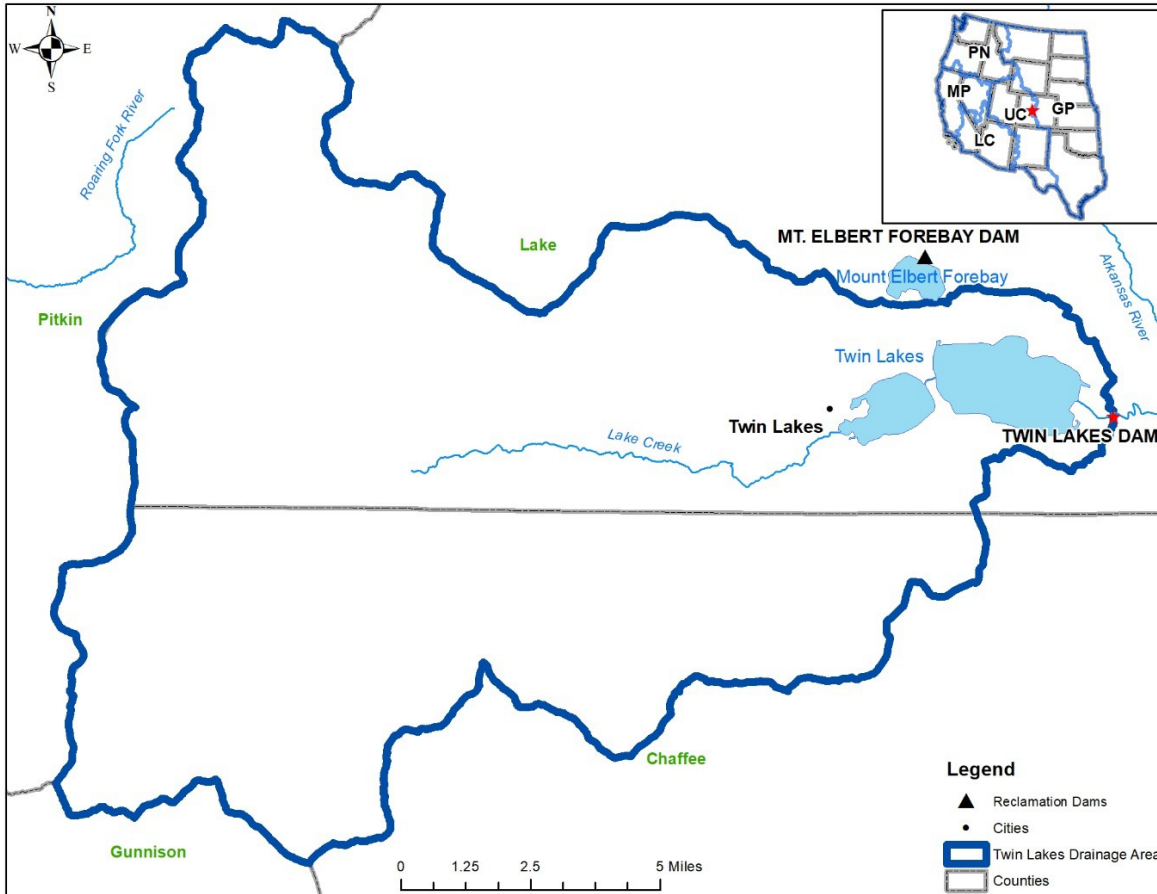 N
W E
S
PN
MP
UC
GP
LC
Roaring Fork River
Lake
MT. ELBERT FOREBAY DAM
Mount Elbert Forebay
Arkansas River
Pitkin
Twin Lakes
Twin Lakes
TWIN LAKES DAM
Lake Creek
Chaffee
Gunnison
0 1.25 2.5 5 Miles
Legend
Reclamation Dams
Cities
Twin Lakes Drainage Area
Counties